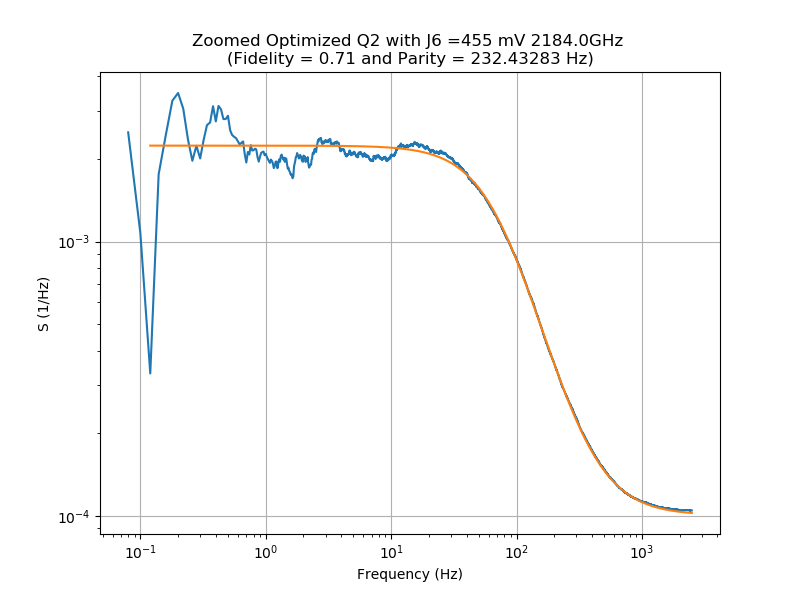 Zoomed Optimized Q2 with J6 =455 mV 2184.0GHz
(Fidelity = 0.71 and Parity = 232.43283 Hz)
S (1/Hz)
10⁻³
10⁻⁴
10⁻¹ 10⁰ 10¹ 10² 10³
Frequency (Hz)